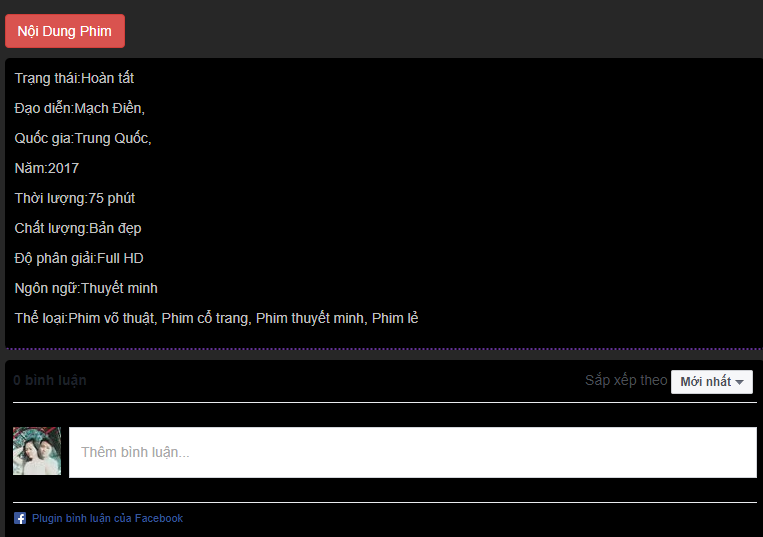 Nội Dung Phim
Trạng thái:Hoàn tất
Đạo diễn:Mạch Điền,
Quốc gia:Trung Quốc,
Năm:2017
Thời lượng:75 phút
Chất lượng:Bản đẹp
Độ phân giải:Full HD
Ngôn ngữ:Thuyết minh
Thể loại:Phim võ thuật, Phim cổ trang, Phim thuyết minh, Phim lẻ
0 bình luận
Sắp xếp theo Mới nhất
Thêm bình luận...
Plugin bình luận của Facebook